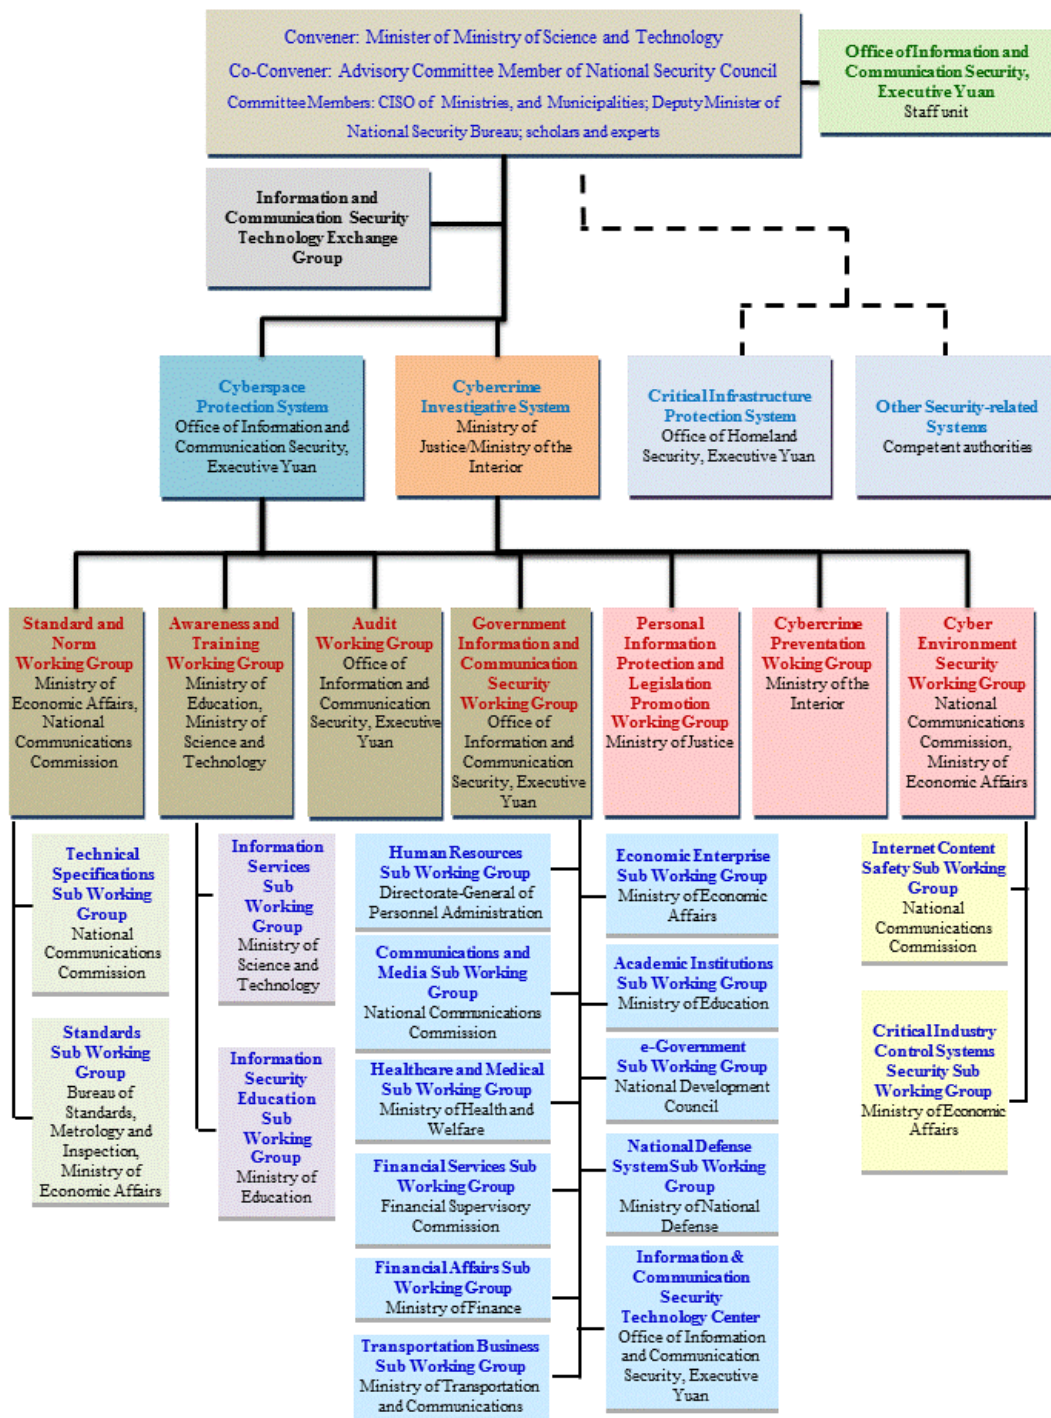 Convener: Minister of Ministry of Science and Technology
Co-Convener: Advisory Committee Member of National Security Council
Committee Members: CISO of Ministries, and Municipalities; Deputy Minister of
National Security Bureau; scholars and experts
Office of Information and
Communication Security,
Executive Yuan
Staff unit
Information and
Communication Security
Technology Exchange
Group
Cyberspace
Protection System
Office of Information and
Communication Security,
Executive Yuan
Cybercrime
Investigative System
Ministry of
Justice/Ministry of the
Interior
Critical Infrastructure
Protection System
Office of Homeland
Security, Executive Yuan
Other Security-related
Systems
Competent authorities
Standard and
Norm
Working Group
Ministry of
Economic Affairs,
National
Communications
Commission
Awareness and
Training
Working Group
Ministry of
Education,
Ministry of
Science and
Technology
Audit
Working Group
Office of
Information and
Communication
Security, Executive
Yuan
Government
Information and
Communication
Security
Working Group
Office of
Information and
Communication
Security, Executive
Yuan
Personal
Information
Protection and
Legislation
Promotion
Working Group
Ministry of Justice
Cybercrime
Preventation
Woking Group
Ministry of the
Interior
Cyber
Environment
Security
Working Group
National
Communications
Commission,
Ministry of
Economic Affairs
Technical
Specifications
Sub Working
Group
National
Communications
Commission
Standards
Sub Working
Group
Bureau of
Standards,
Metrology and
Inspection,
Ministry of
Economic Affairs
Information
Services
Sub
Working
Group
Ministry of
Science and
Technology
Information
Security
Education
Sub
Working
Group
Ministry of
Education
Human Resources
Sub Working Group
Directorate-General of
Personnel Administration
Communications and
Media Sub Working
Group
National Communications
Commission
Healthcare and Medical
Sub Working Group
Ministry of Health and
Welfare
Financial Services Sub
Working Group
Financial Supervisory
Commission
Financial Affairs Sub
Working Group
Ministry of Finance
Transportation Business
Sub Working Group
Ministry of Transportation
and Communications
Economic Enterprise
Sub Working Group
Ministry of Economic
Affairs
Academic Institutions
Sub Working Group
Ministry of Education
e-Government
Sub Working Group
National Development
Council
National Defense
System Sub Working
Group
Ministry of National
Defense
Information &
Communication
Security
Technology Center
Office of Information
and Communication
Security, Executive
Yuan
Internet Content
Safety Sub Working
Group
National
Communications
Commission
Critical Industry
Control Systems
Security Sub
Working Group
Ministry of Economic
Affairs